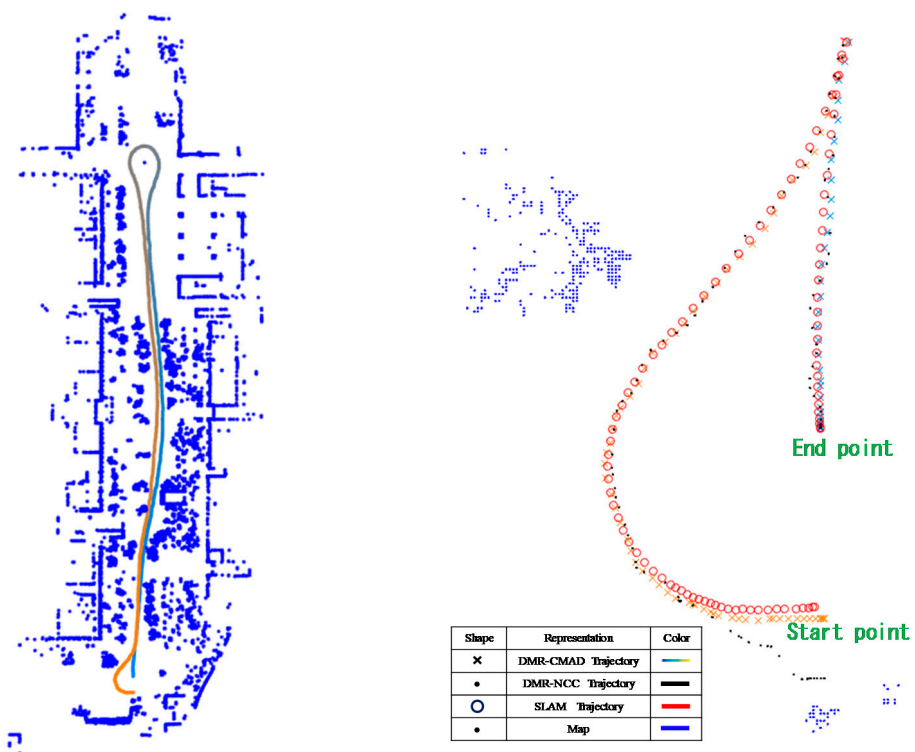 End point
Start point
Shape Representation Color
× DMR-CMAD Trajectory
• DMR-NCC Trajectory
○ SLAM Trajectory
• Map